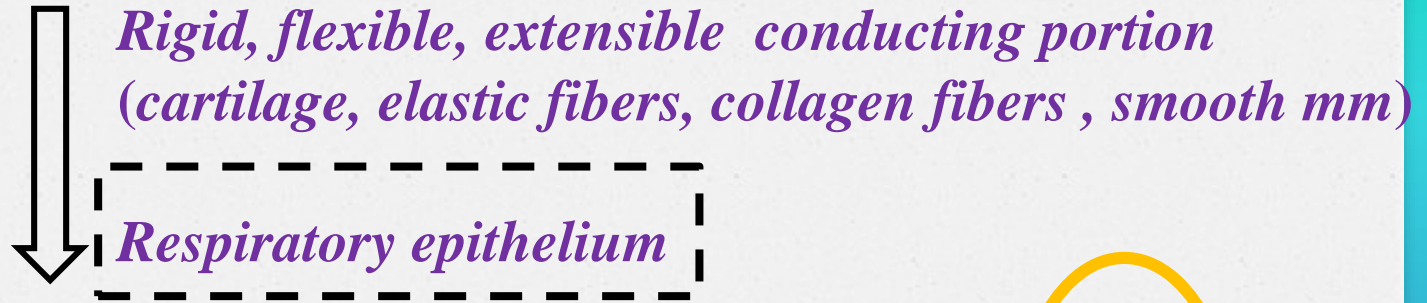 Rigid, flexible, extensible conducting portion
(cartilage, elastic fibers, collagen fibers , smooth mm)
Respiratory epithelium